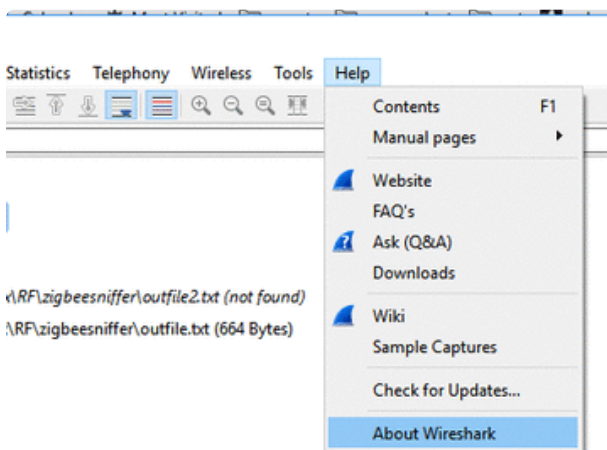 Statistics Telephony Wireless Tools Help
Contents F1
Manual pages
Website
FAQ's
Ask (Q&A)
Downloads
\RF\zigbeesniffer\outfile2.txt (not found)
\RF\zigbeesniffer\outfile.txt (664 Bytes)
Wiki
Sample Captures
Check for Updates...
About Wireshark